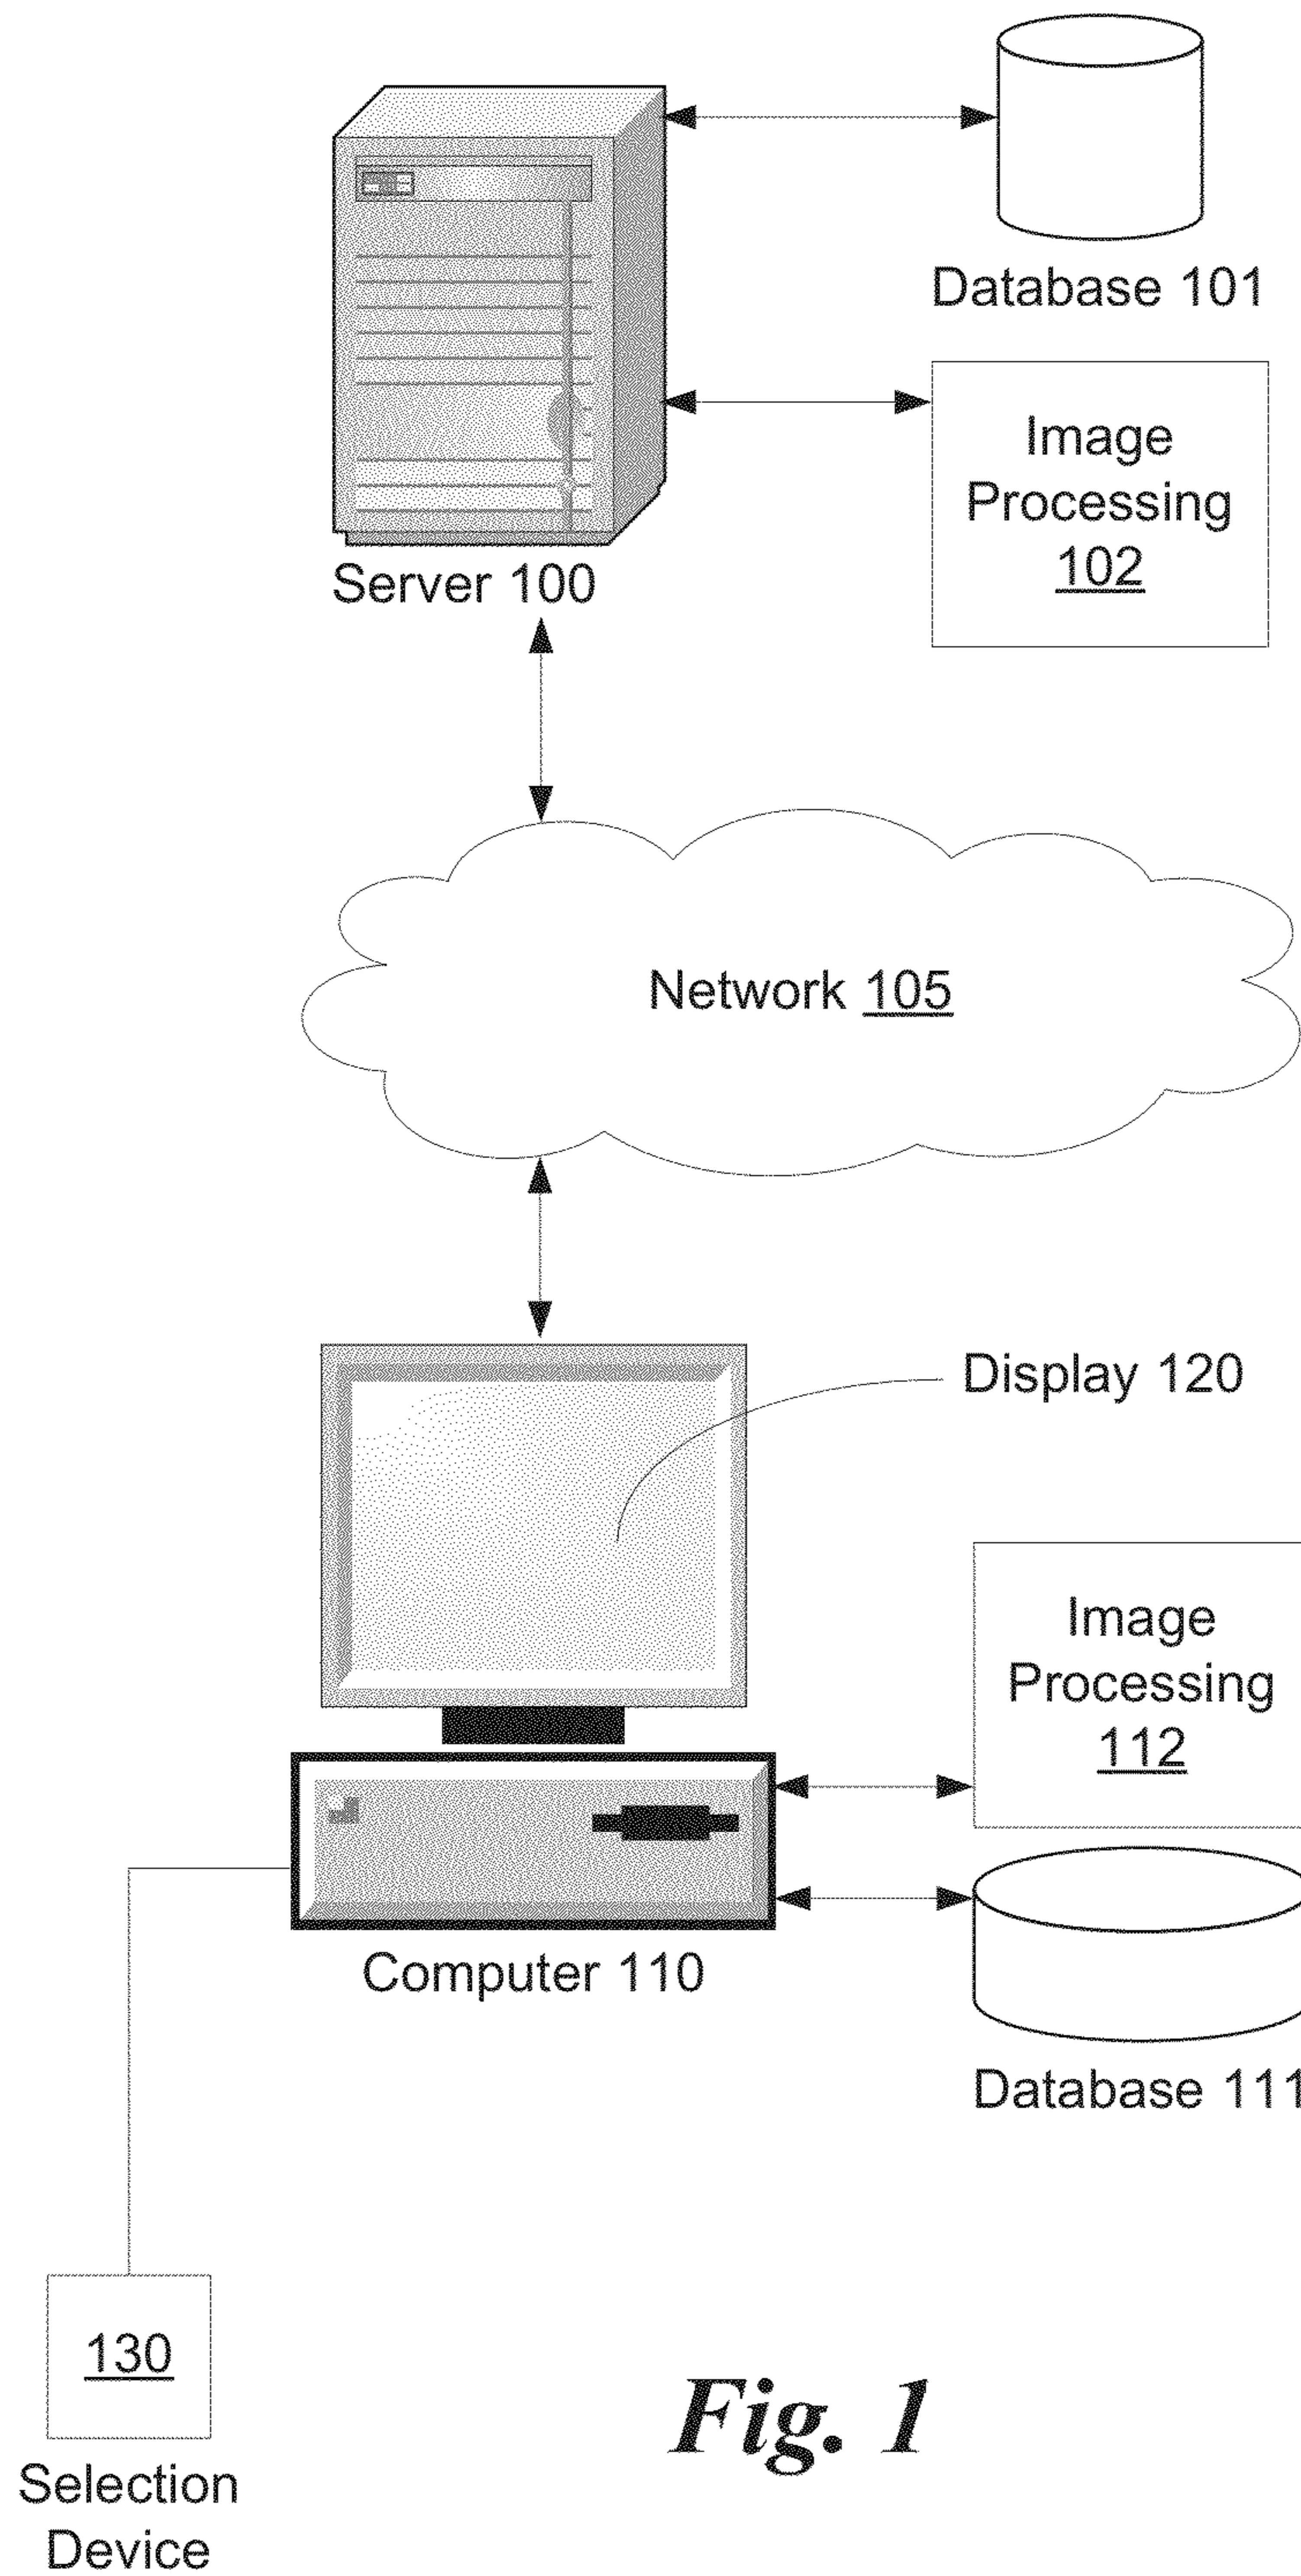 Database 101
Image
Processing
102
Server 100
Network 105
Display 120
Image
Processing
112
Computer 110
Database 111
130
Selection
Device
Fig. 1